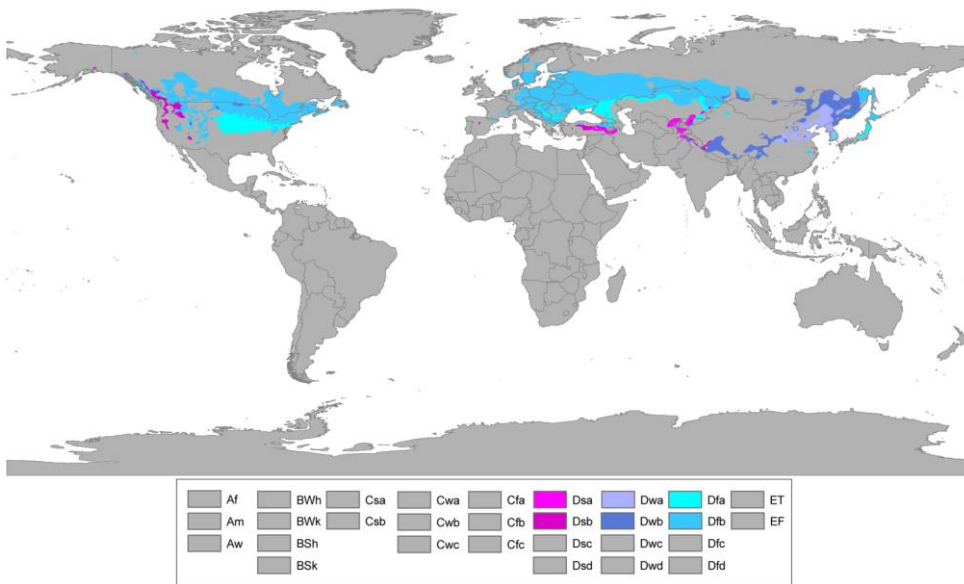 Af BWh Csa Cwa Cfa Dsa Dwa Dfa ET
Am BWk Csb Cwb Cfb Dsb Dwb Dfb EF
Aw BSh Cwc Cfc Dsc Dwc Dfc
BSk Dsd Dwd Dfd